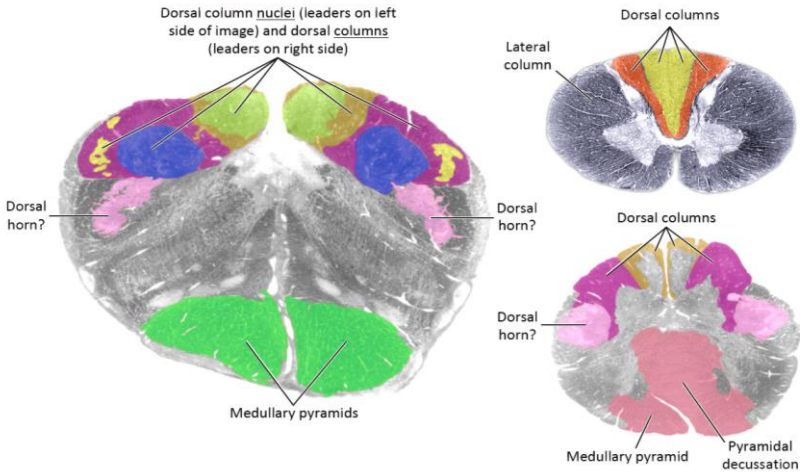 Dorsal column nuclei (leaders on left
side of image) and dorsal columns
(leaders on right side)
Dorsal
horn?
Dorsal
horn?
Medullary pyramids
Dorsal columns
Lateral
column
Dorsal columns
Dorsal
horn?
Medullary pyramid
Pyramidal
decussation